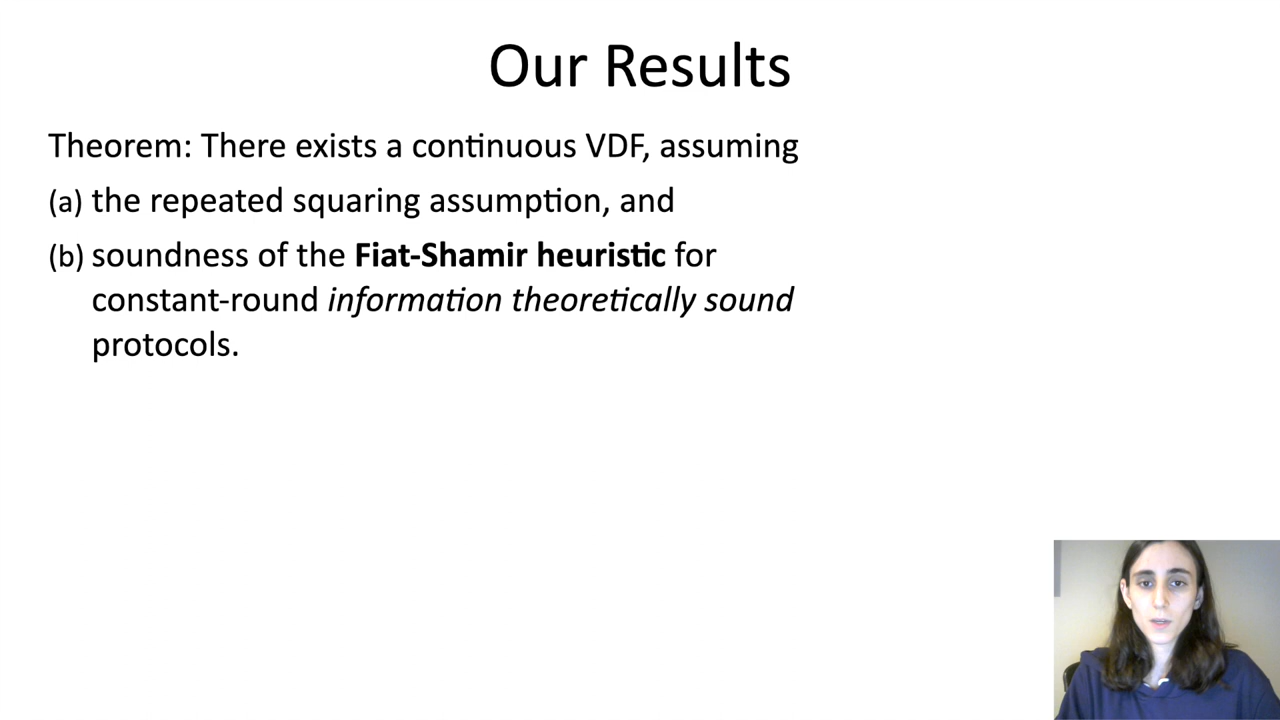 Our Results
Theorem: There exists a continuous VDF, assuming
(a) the repeated squaring assumption, and
(b) soundness of the Fiat-Shamir heuristic for
constant-round information theoretically sound
protocols.